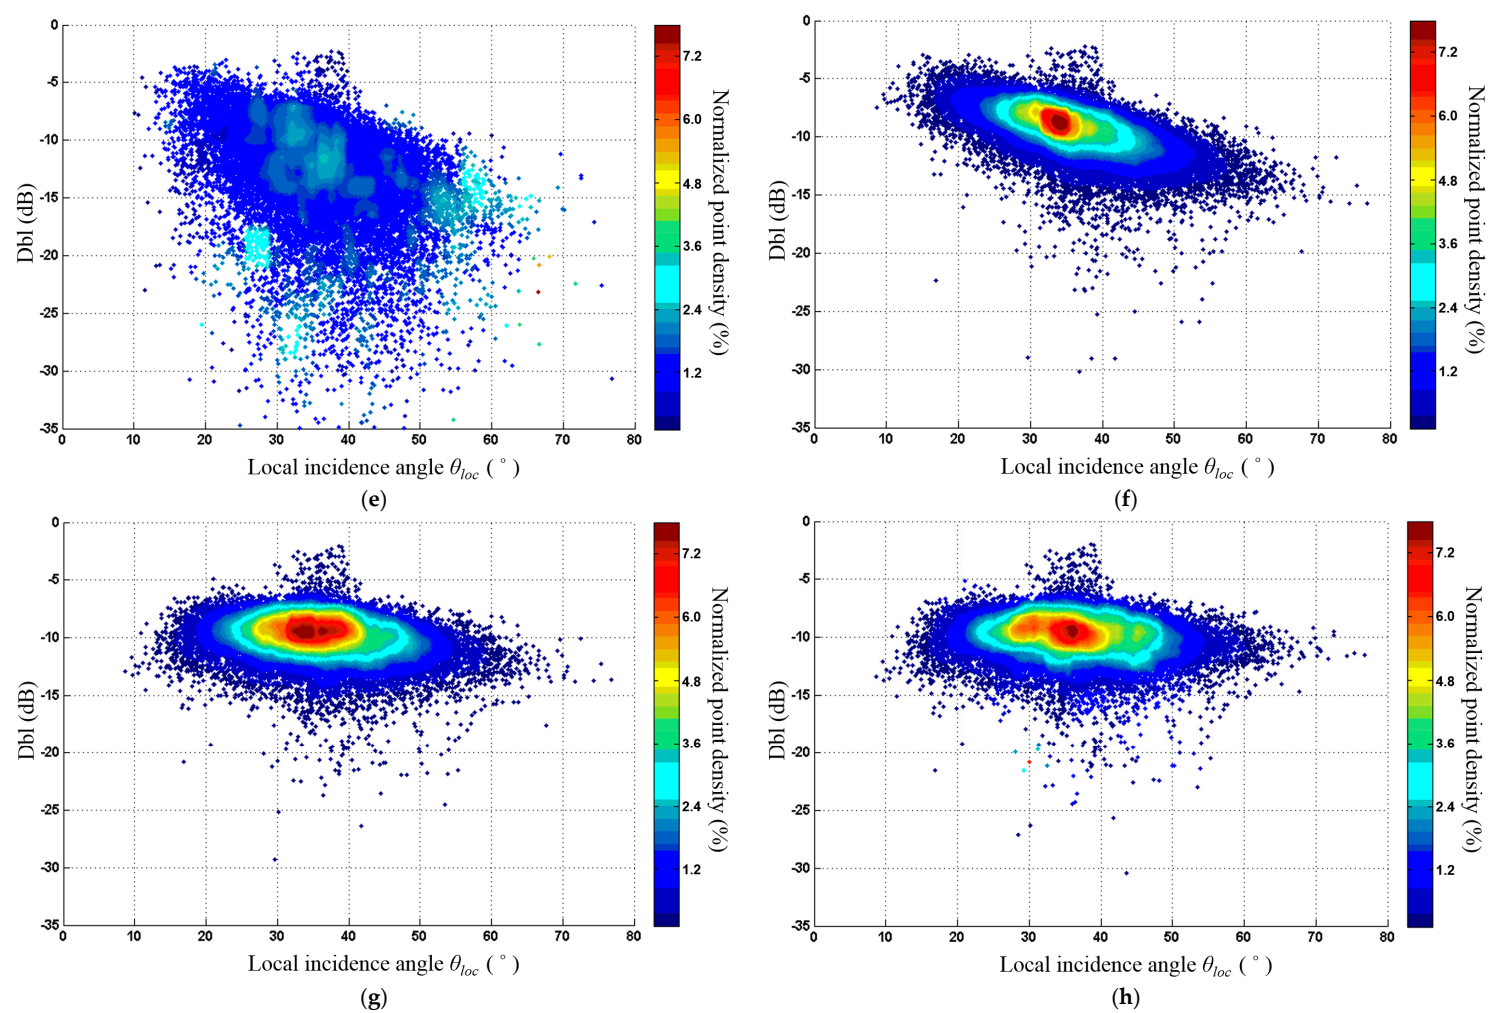 0
-5
-10
-15
-20
-25
-30
-35
0 10 20 30 40 50 60 70 80
Dbl (dB)
Local incidence angle θloc ( ° )
7.2
6.0
4.8
3.6
2.4
1.2
Normalized point density (%)
(e)
0
-5
-10
-15
-20
-25
-30
-35
0 10 20 30 40 50 60 70 80
Dbl (dB)
Local incidence angle θloc ( ° )
7.2
6.0
4.8
3.6
2.4
1.2
Normalized point density (%)
(f)
0
-5
-10
-15
-20
-25
-30
-35
0 10 20 30 40 50 60 70 80
Dbl (dB)
Local incidence angle θloc ( ° )
7.2
6.0
4.8
3.6
2.4
1.2
Normalized point density (%)
(g)
0
-5
-10
-15
-20
-25
-30
-35
0 10 20 30 40 50 60 70 80
Dbl (dB)
Local incidence angle θloc ( ° )
7.2
6.0
4.8
3.6
2.4
1.2
Normalized point density (%)
(h)